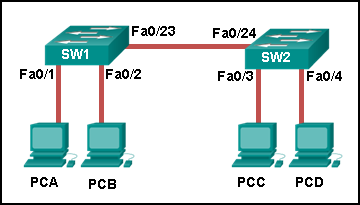 Fa0/23
Fa0/24
SW1
SW2
Fa0/1
Fa0/2
Fa0/3
Fa0/4
PCA
PCB
PCC
PCD